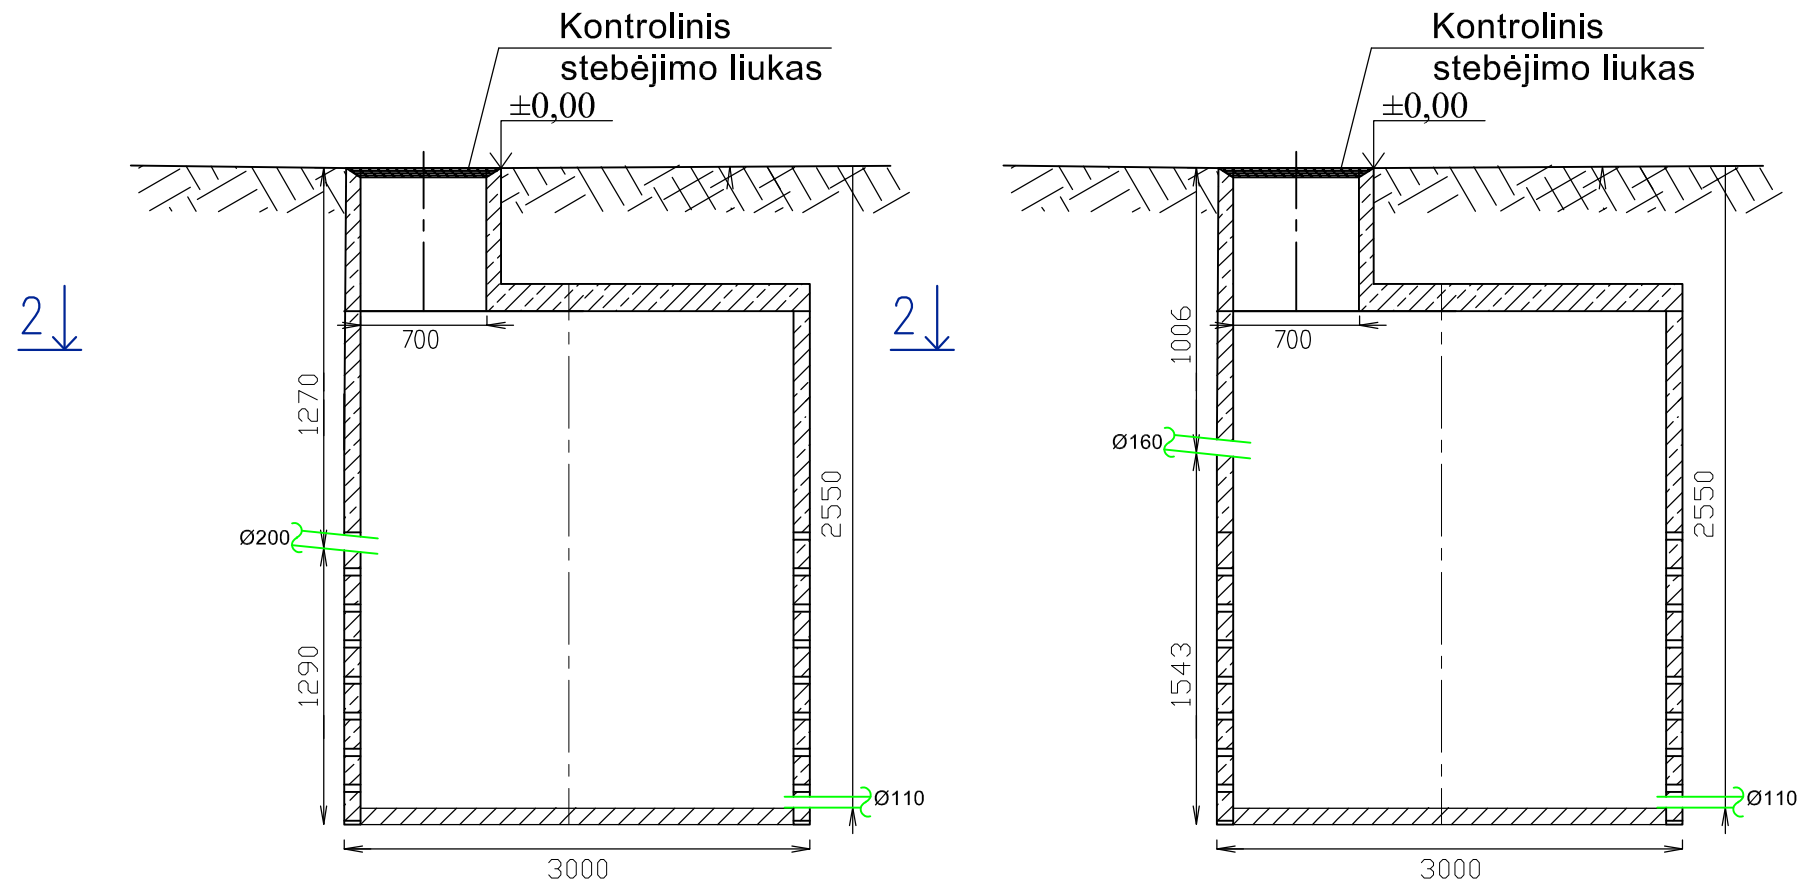 Kontrolinis
stebėjimo liukas
±0,00
2
700
1270
Ø200
2550
1290
Ø110
3000
Kontrolinis
stebėjimo liukas
±0,00
2
1006
700
Ø160
2550
1543
Ø110
3000